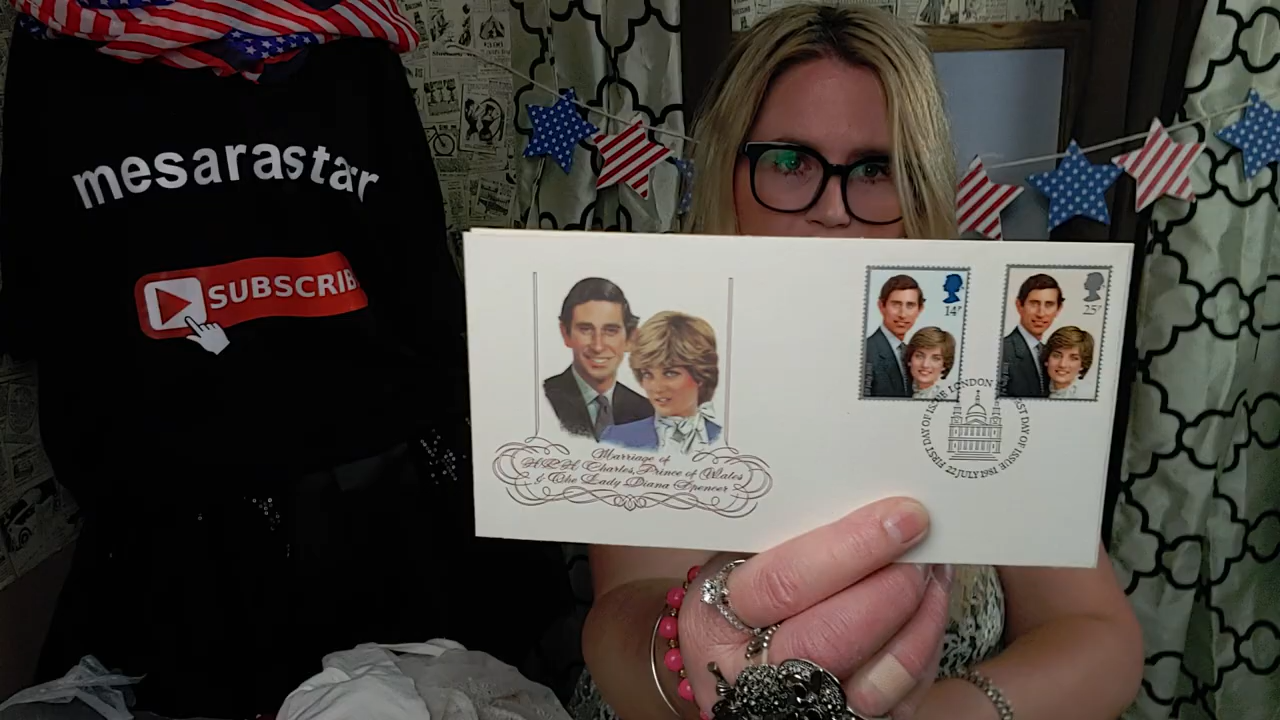 mesarastar
SUBSCRIB
14P
25P
Marriage of
HRH Charles, Prince of Wales
& The Lady Diana Spencer
FIRST DAY OF ISSUE LONDON FIRST DAY OF ISSUE
22 JULY 1981